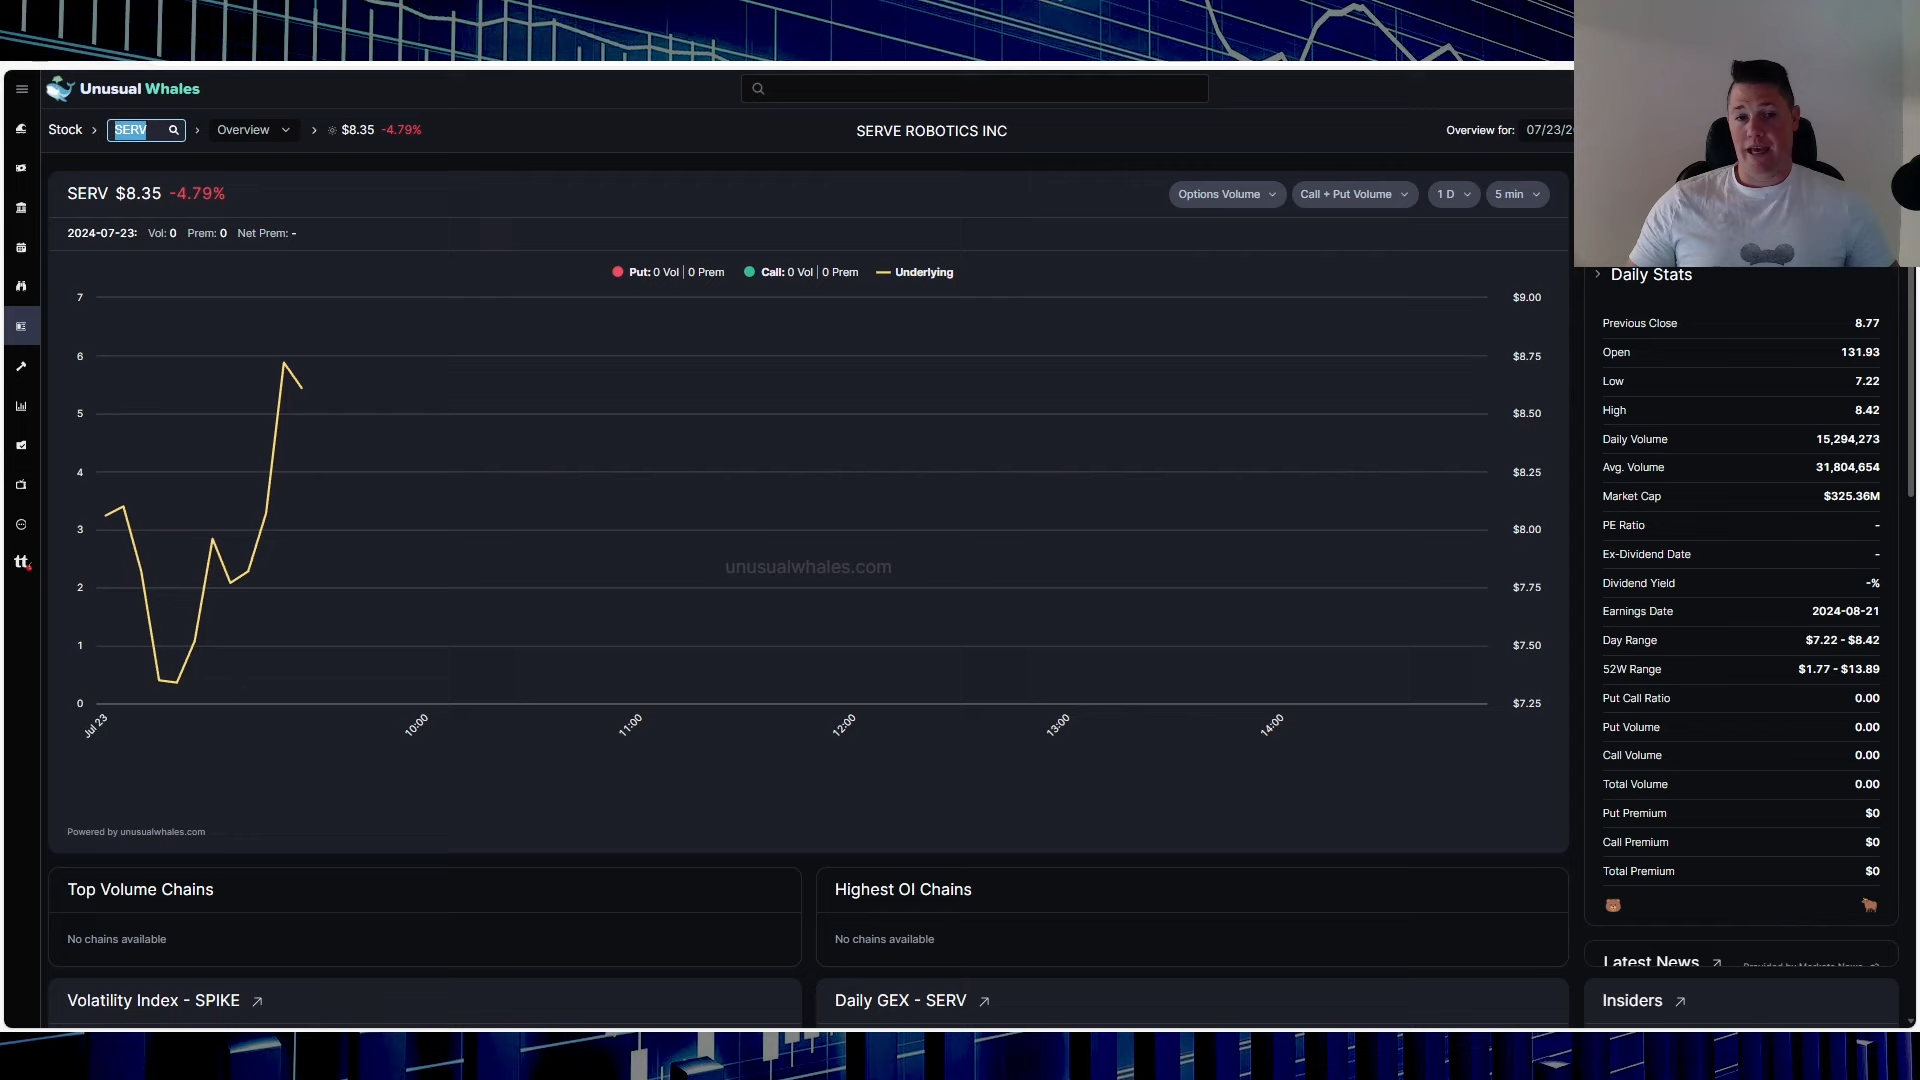 Unusual Whales
Stock > SERV > Overview > $8.35 -4.79%
SERVE ROBOTICS INC
Overview for: 07/23/2
SERV $8.35 -4.79%
Options Volume
Call + Put Volume
1 D
5 min
2024-07-23: Vol: 0 Prem: 0 Net Prem: -
Put: 0 Vol | 0 Prem
Call: 0 Vol | 0 Prem
Underlying
7
6
5
4
3
2
1
0
$9.00
$8.75
$8.50
$8.25
$8.00
$7.75
$7.50
$7.25
unusualwhales.com
Jul 23
10:00
11:00
12:00
13:00
14:00
Powered by unusualwhales.com
tt
Daily Stats
Previous Close 8.77
Open 131.93
Low 7.22
High 8.42
Daily Volume 15,294,273
Avg. Volume 31,804,654
Market Cap $325.36M
PE Ratio -
Ex-Dividend Date -
Dividend Yield -%
Earnings Date 2024-08-21
Day Range $7.22 - $8.42
52W Range $1.77 - $13.89
Put Call Ratio 0.00
Put Volume 0.00
Call Volume 0.00
Total Volume 0.00
Put Premium $0
Call Premium $0
Total Premium $0
Top Volume Chains
No chains available
Highest OI Chains
No chains available
Latest News
Volatility Index - SPIKE
Daily GEX - SERV
Insiders